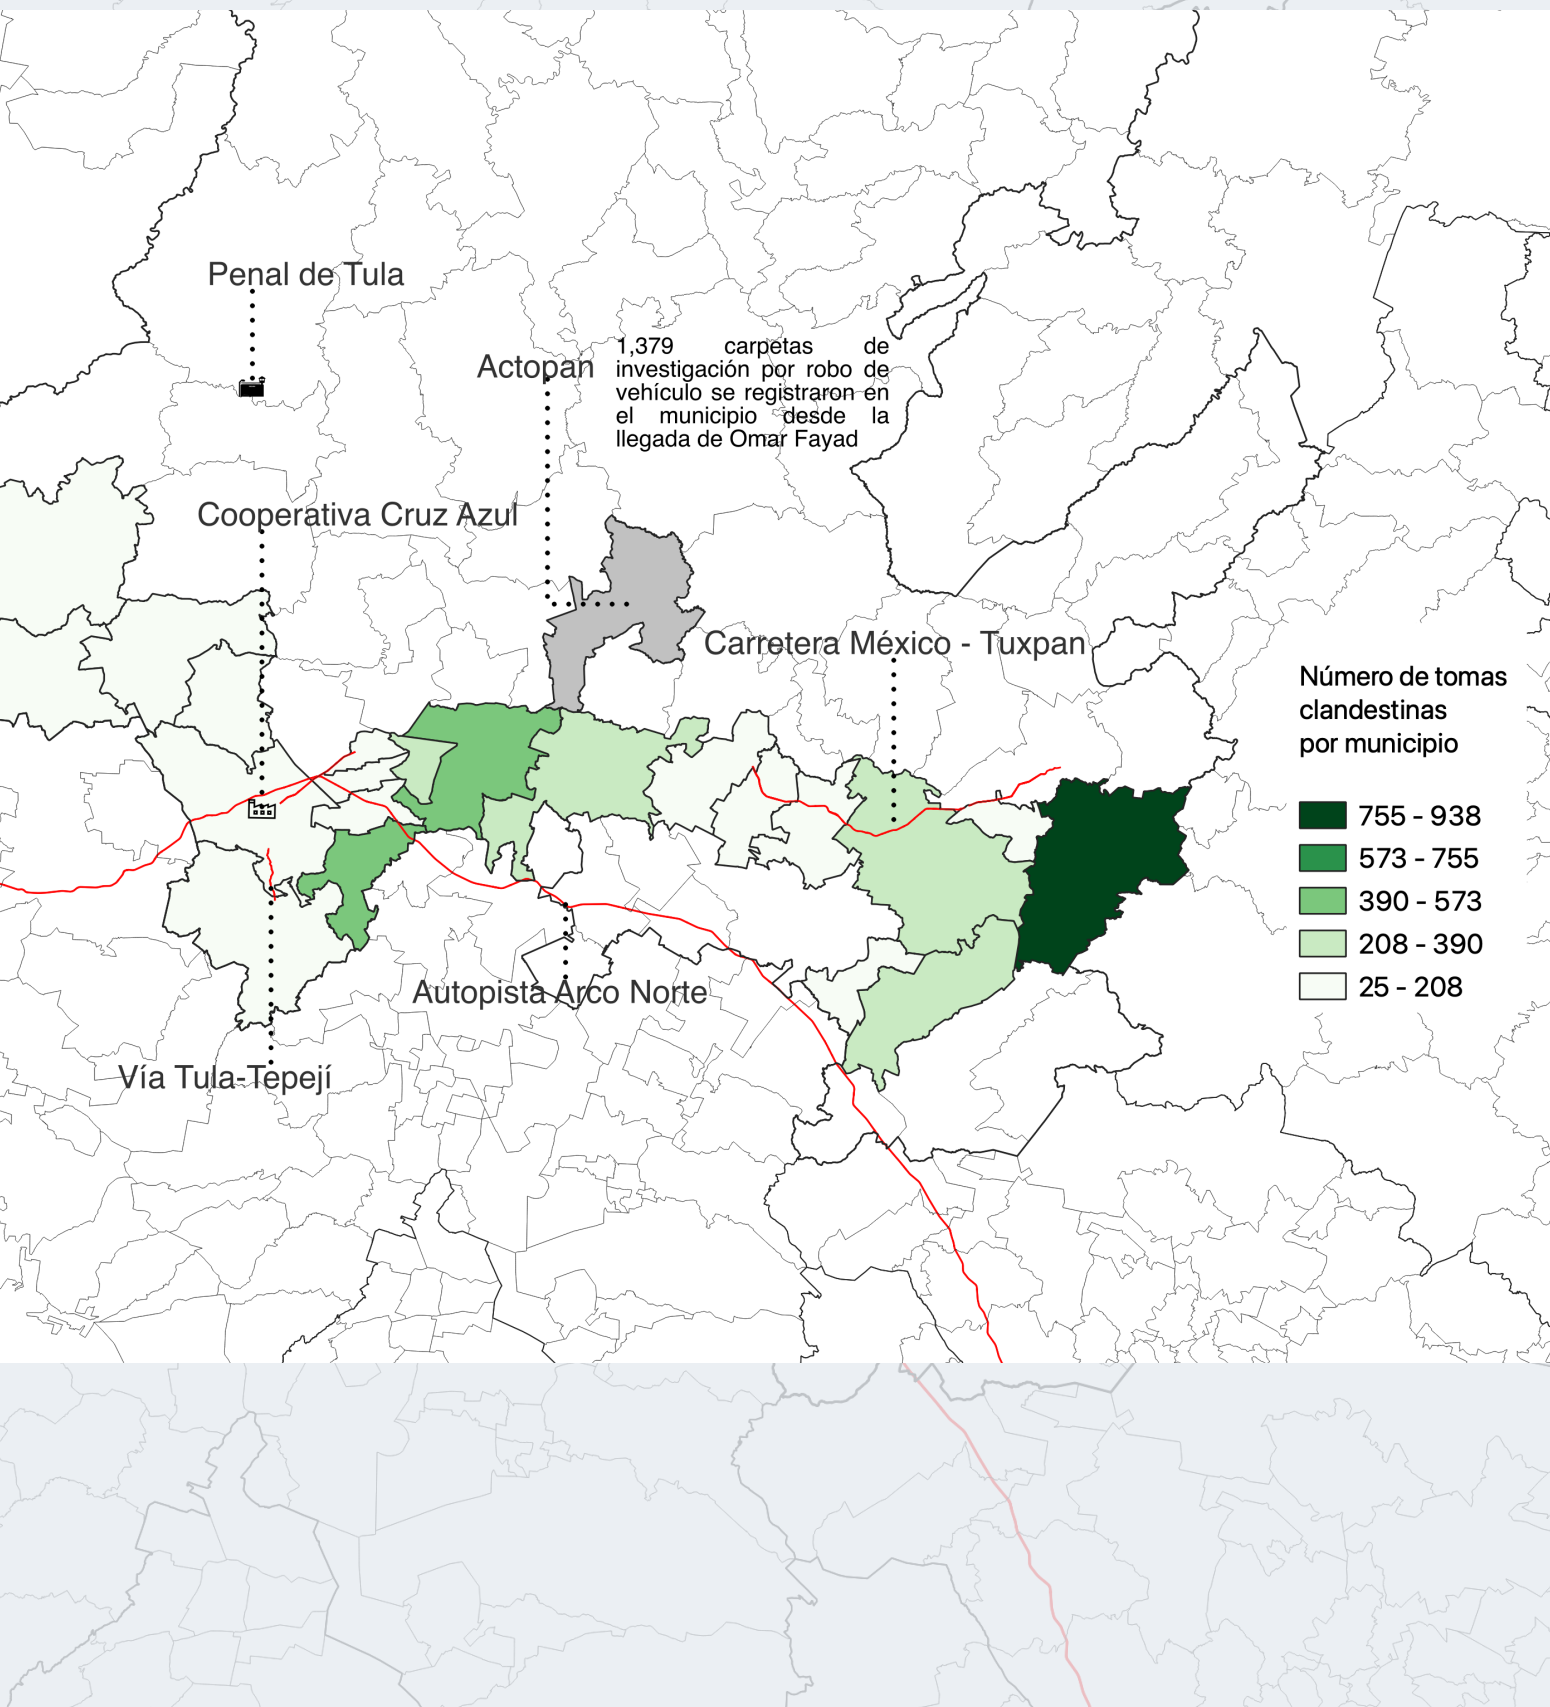 Penal de Tula
Actopan
1,379 carpetas de
investigación por robo de
vehículo se registraron en
el municipio desde la
llegada de Omar Fayad
Cooperativa Cruz Azul
Carretera México - Tuxpan
Número de tomas
clandestinas
por municipio
755 - 938
573 - 755
390 - 573
208 - 390
25 - 208
Autopista Arco Norte
Vía Tula-Tepejí